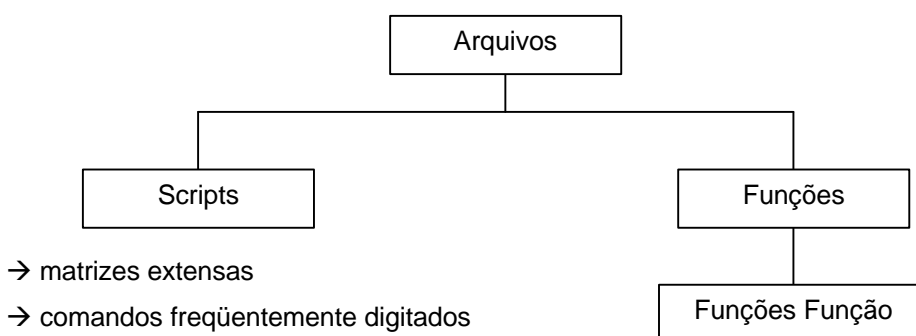 Arquivos
Scripts
Funções
→ matrizes extensas
→ comandos freqüentemente digitados
Funções Função